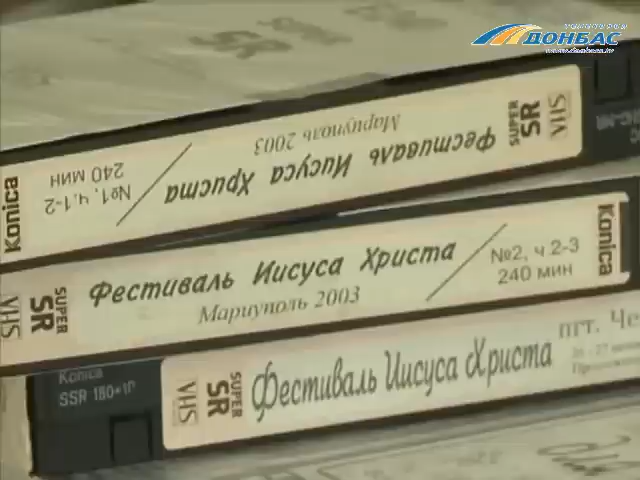 ДОНБАС
Konica
№1, ч.1-2
240 мин
Фестиваль Иисуса Христа
Мариуполь 2003
SUPER
SR
VHS
VHS
SUPER
SR
Фестиваль Иисуса Христа
Мариуполь 2003
№2, ч 2-3
240 мин
Konica
Konica
SSR 180
VHS
SUPER
SR
Фестиваль Иисуса Христа
пгт. Че